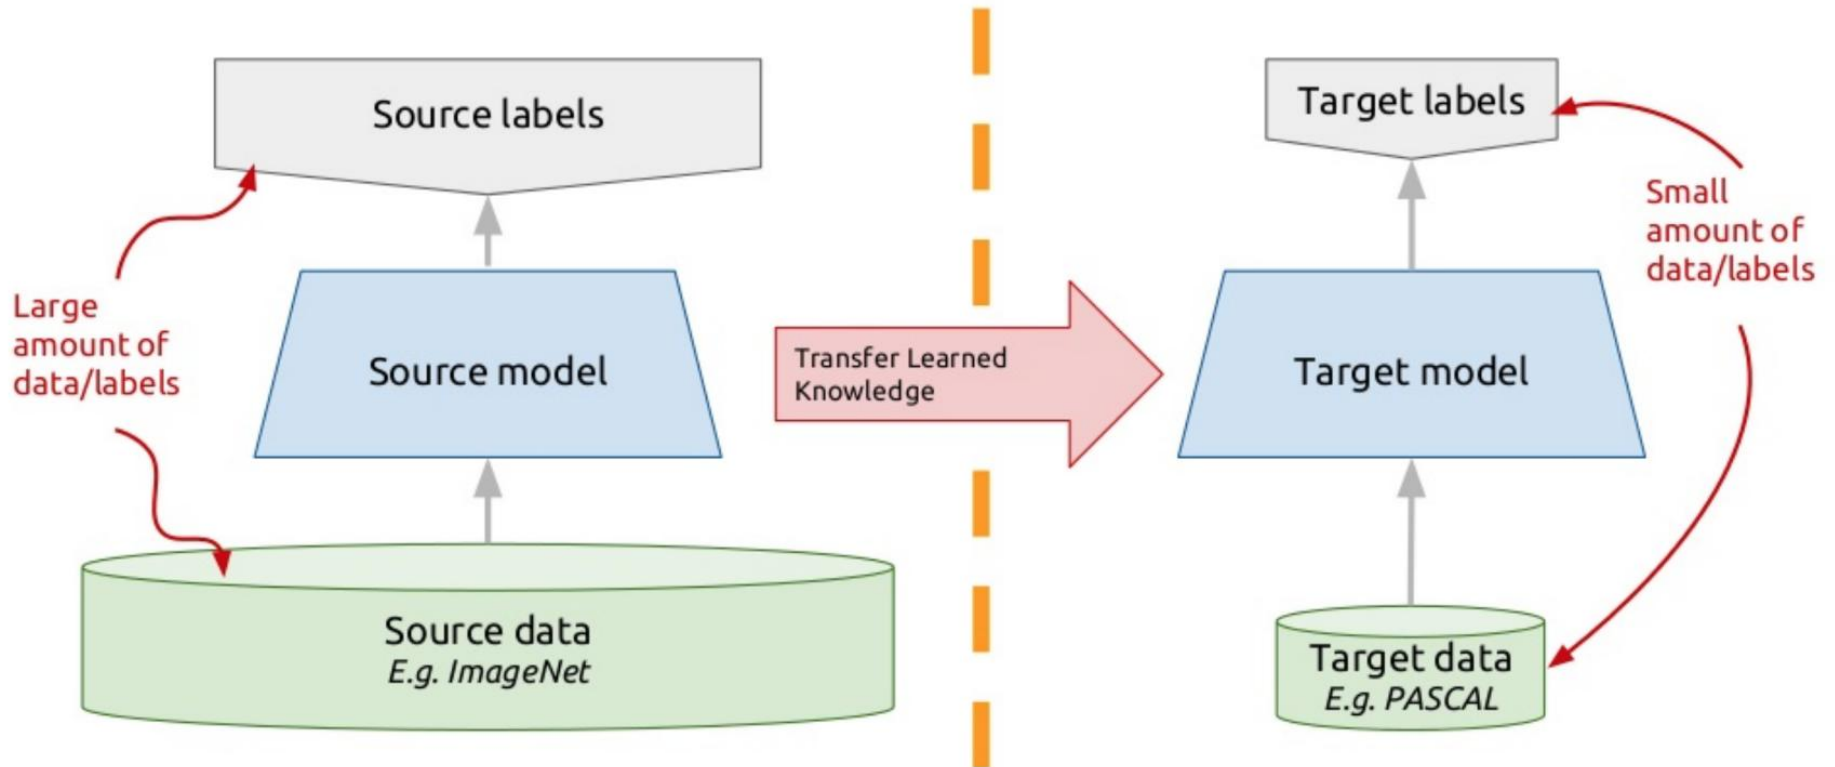 Source labels
Large
amount of
data/labels
Source model
Source data
E.g. ImageNet
Transfer Learned
Knowledge
Target labels
Small
amount of
data/labels
Target model
Target data
E.g. PASCAL